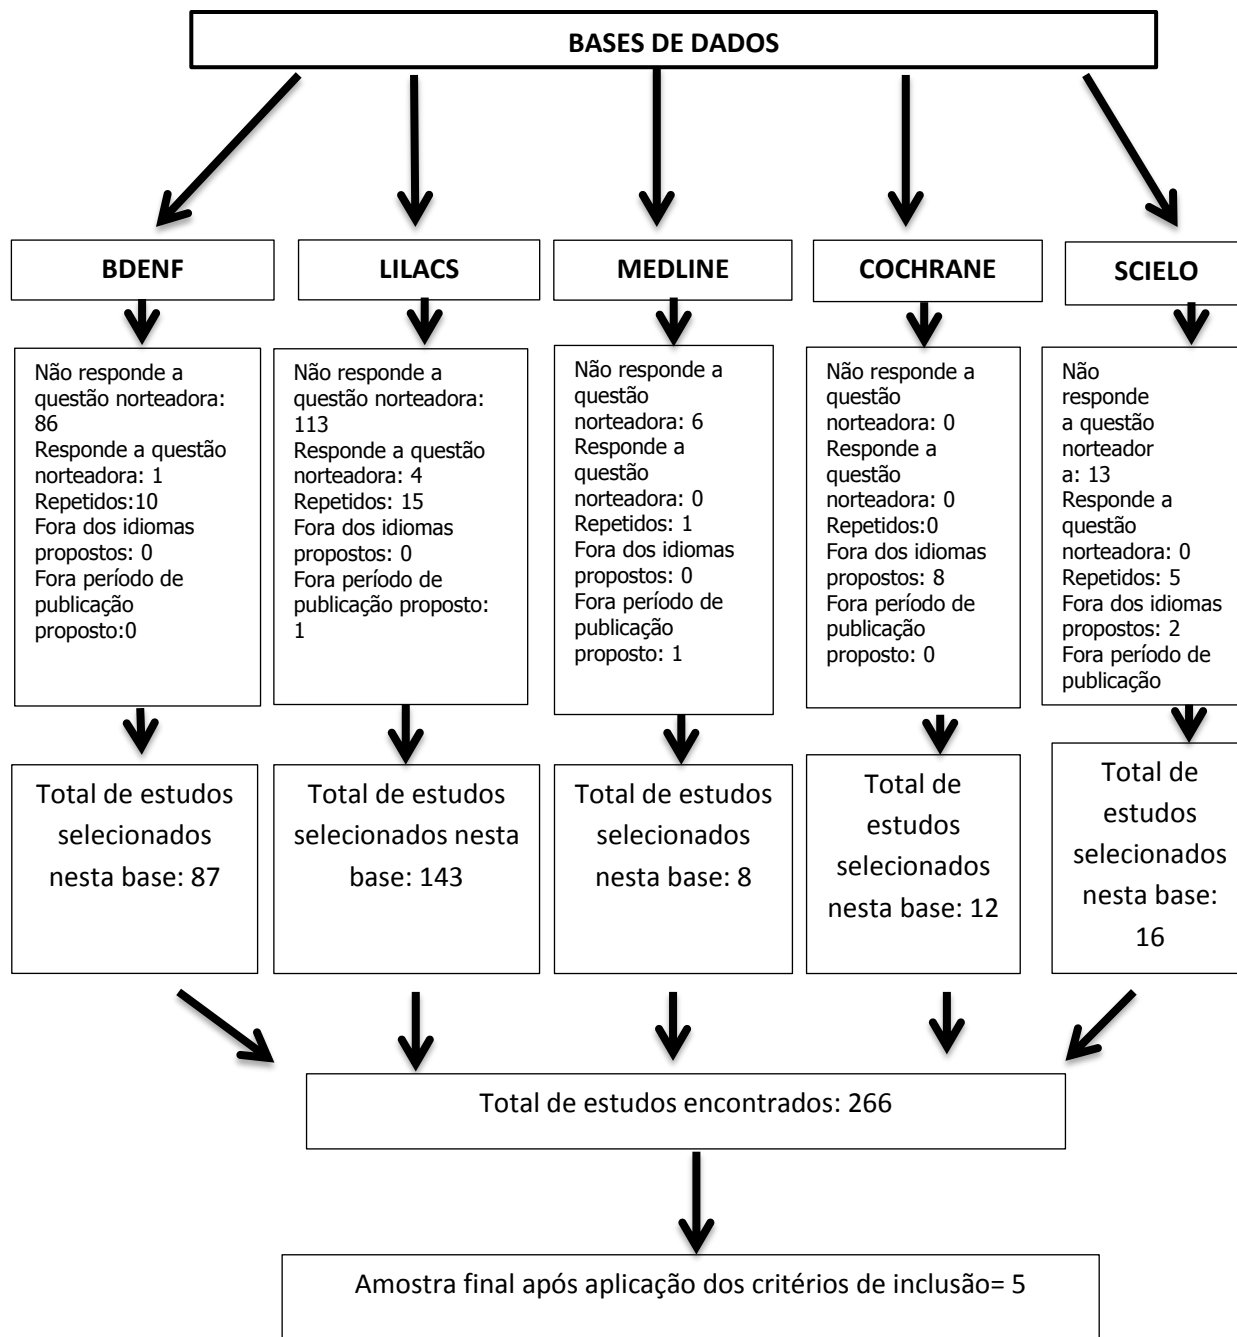 BASES DE DADOS
BDENF
LILACS
MEDLINE
COCHRANE
SCIELO
Não responde a
questão norteadora:
86
Responde a questão
norteadora: 1
Repetidos:10
Fora dos idiomas
propostos: 0
Fora período de
publicação
proposto:0
Não responde a
questão norteadora:
113
Responde a questão
norteadora: 4
Repetidos: 15
Fora dos idiomas
propostos: 0
Fora período de
publicação proposto:
1
Não responde a
questão
norteadora: 6
Responde a
questão
norteadora: 0
Repetidos: 1
Fora dos idiomas
propostos: 0
Fora período de
publicação
proposto: 1
Não responde a
questão
norteadora: 0
Responde a
questão
norteadora: 0
Repetidos:0
Fora dos idiomas
propostos: 8
Fora período de
publicação
proposto: 0
Não
responde
a questão
norteador
a: 13
Responde a
questão
norteadora: 0
Repetidos: 5
Fora dos idiomas
propostos: 2
Fora período de
publicação
Total de estudos
selecionados
nesta base: 87
Total de estudos
selecionados nesta
base: 143
Total de estudos
selecionados
nesta base: 8
Total de
estudos
selecionados
nesta base: 12
Total de
estudos
selecionados
nesta base:
16
Total de estudos encontrados: 266
Amostra final após aplicação dos critérios de inclusão= 5